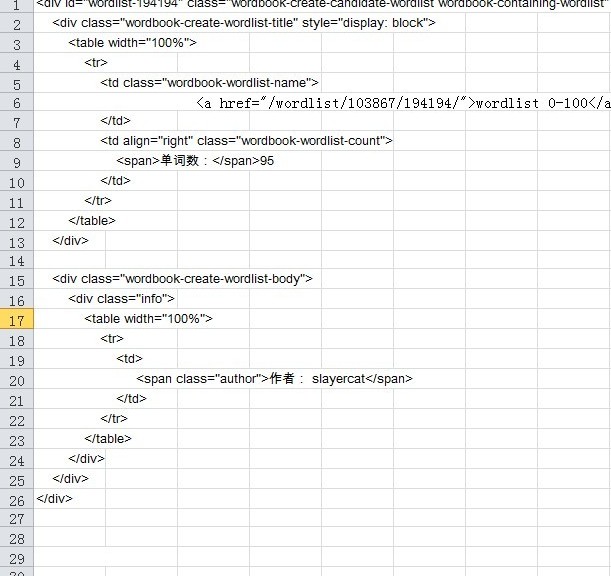 1 <div id="wordlist-194194" class="wordbook-create-candidate-wordlist wordbook-containing-wordlist"
2 <div class="wordbook-create-wordlist-title" style="display: block">
3 <table width="100%">
4 <tr>
5 <td class="wordbook-wordlist-name">
6 <a href="/wordlist/103867/194194/">wordlist 0-100</a
7 </td>
8 <td align="right" class="wordbook-wordlist-count">
9 <span>单词数：</span>95
10 </td>
11 </tr>
12 </table>
13 </div>
14
15 <div class="wordbook-create-wordlist-body">
16 <div class="info">
17 <table width="100%">
18 <tr>
19 <td>
20 <span class="author">作者： slayercat</span>
21 </td>
22 </tr>
23 </table>
24 </div>
25 </div>
26 </div>
27
28
29